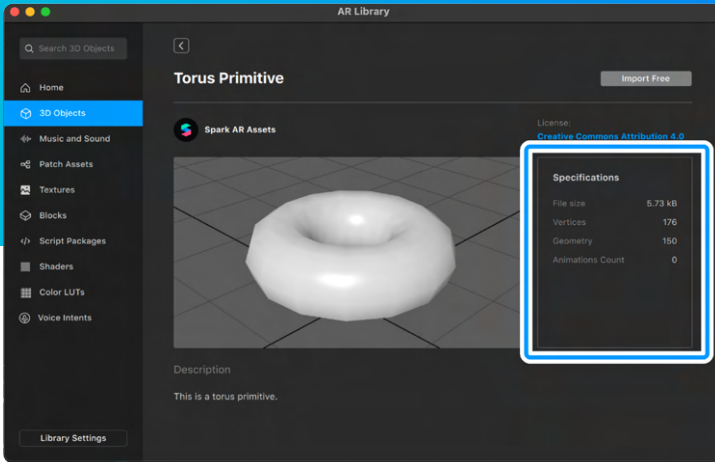 AR Library
Search 3D Objects
Home
3D Objects
Music and Sound
Patch Assets
Textures
Blocks
Script Packages
Shaders
Color LUTs
Voice Intents
Library Settings
Torus Primitive
Import Free
Spark AR Assets
License:
Creative Commons Attribution 4.0
Specifications
File size 5.73 kB
Vertices 176
Geometry 150
Animations Count 0
Description
This is a torus primitive.